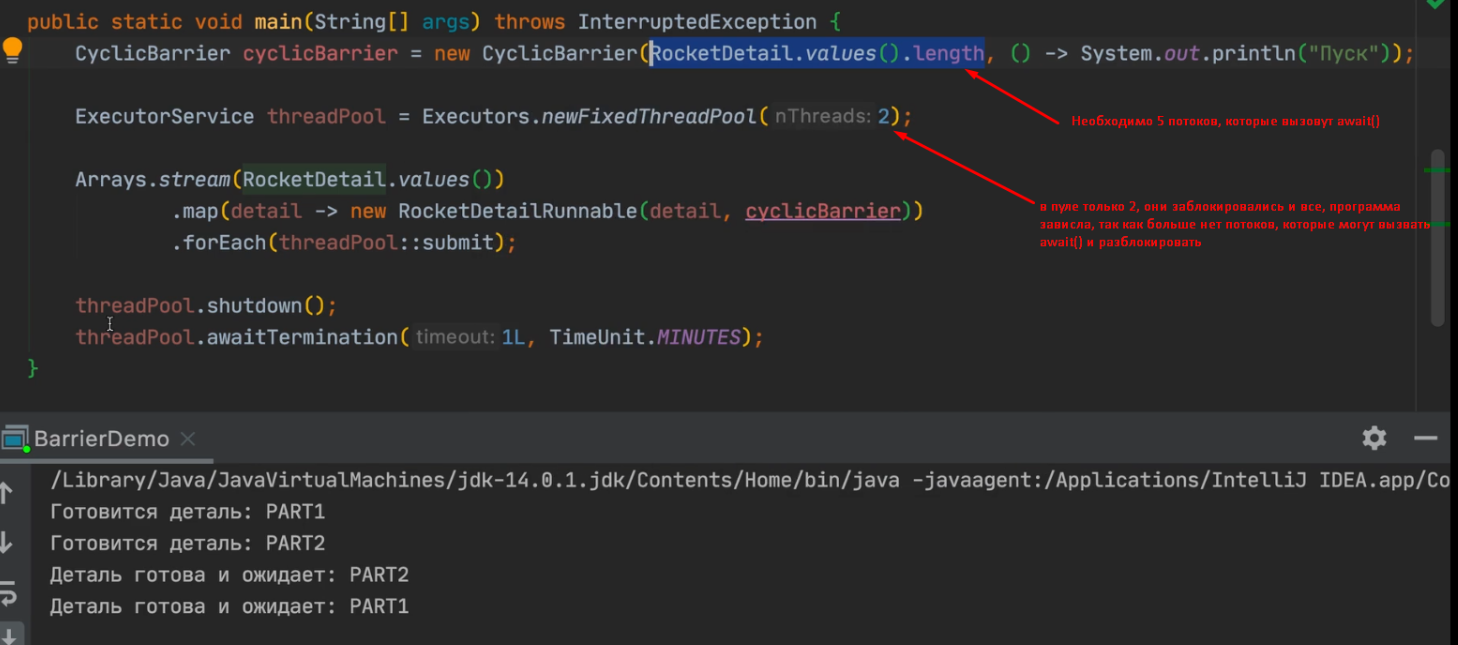 public static void main(String[] args) throws InterruptedException {
CyclicBarrier cyclicBarrier = new CyclicBarrier(RocketDetail.values().length, () -> System.out.println("Пуск"));
Необходимо 5 потоков, которые вызовут await()
ExecutorService threadPool = Executors.newFixedThreadPool( nThreads: 2);
Arrays.stream(RocketDetail.values())
.map(detail -> new RocketDetailRunnable(detail, cyclicBarrier))
.forEach(threadPool::submit);
в пуле только 2, они заблокировались и все, программа
зависла, так как больше нет потоков, которые могут вызвать
await() и разблокировать
threadPool.shutdown();
threadPool.awaitTermination( timeout: 1L, TimeUnit.MINUTES);
}
BarrierDemo
/Library/Java/JavaVirtualMachines/jdk-14.0.1.jdk/Contents/Home/bin/java -javaagent:/Applications/IntelliJ IDEA.app/Co
Готовится деталь: PART1
Готовится деталь: PART2
Деталь готова и ожидает: PART2
Деталь готова и ожидает: PART1